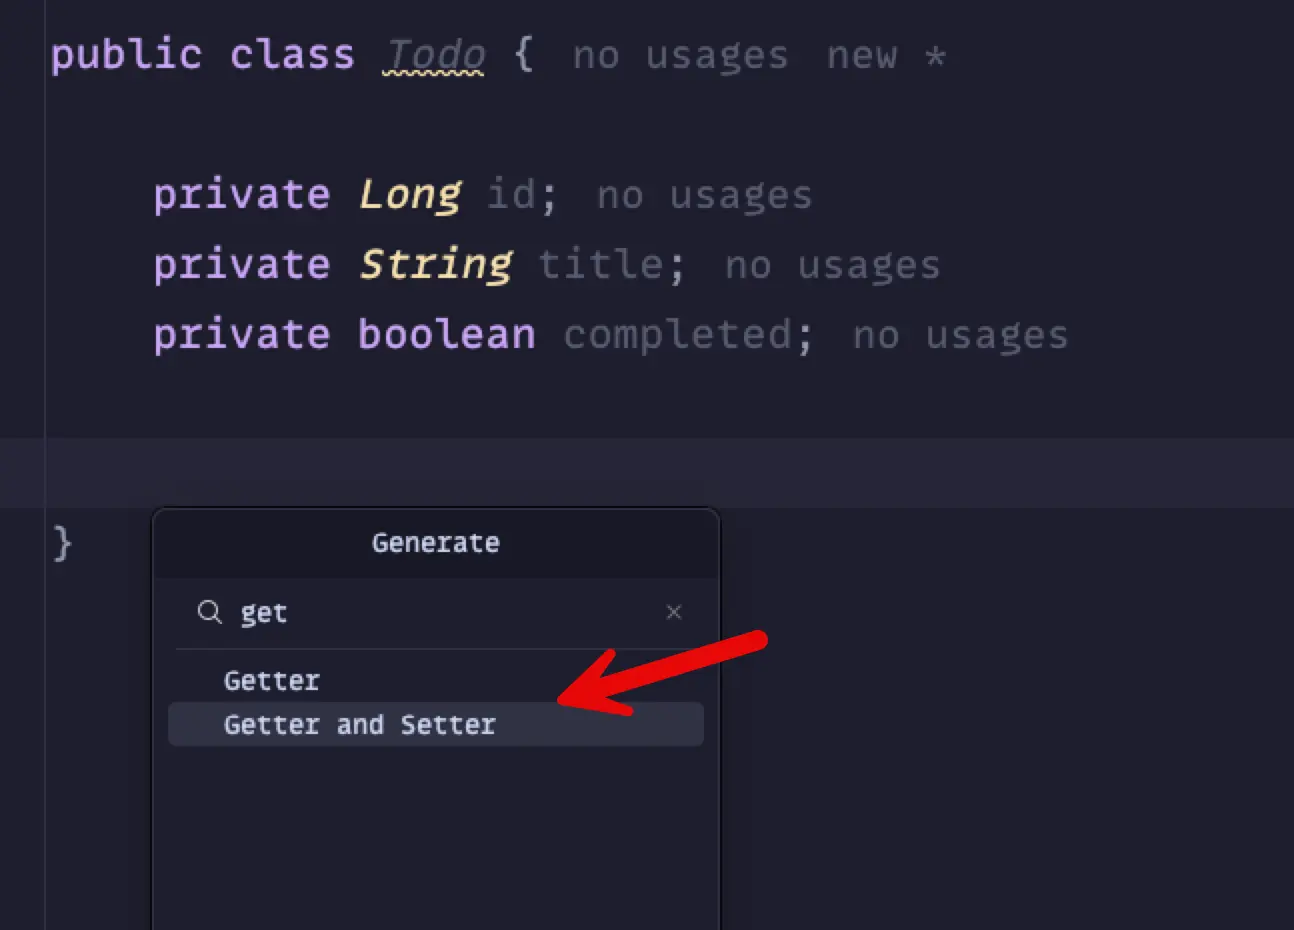 public class Todo { no usages new *
private Long id; no usages
private String title; no usages
private boolean completed; no usages
}
Generate
get
Getter
Getter and Setter